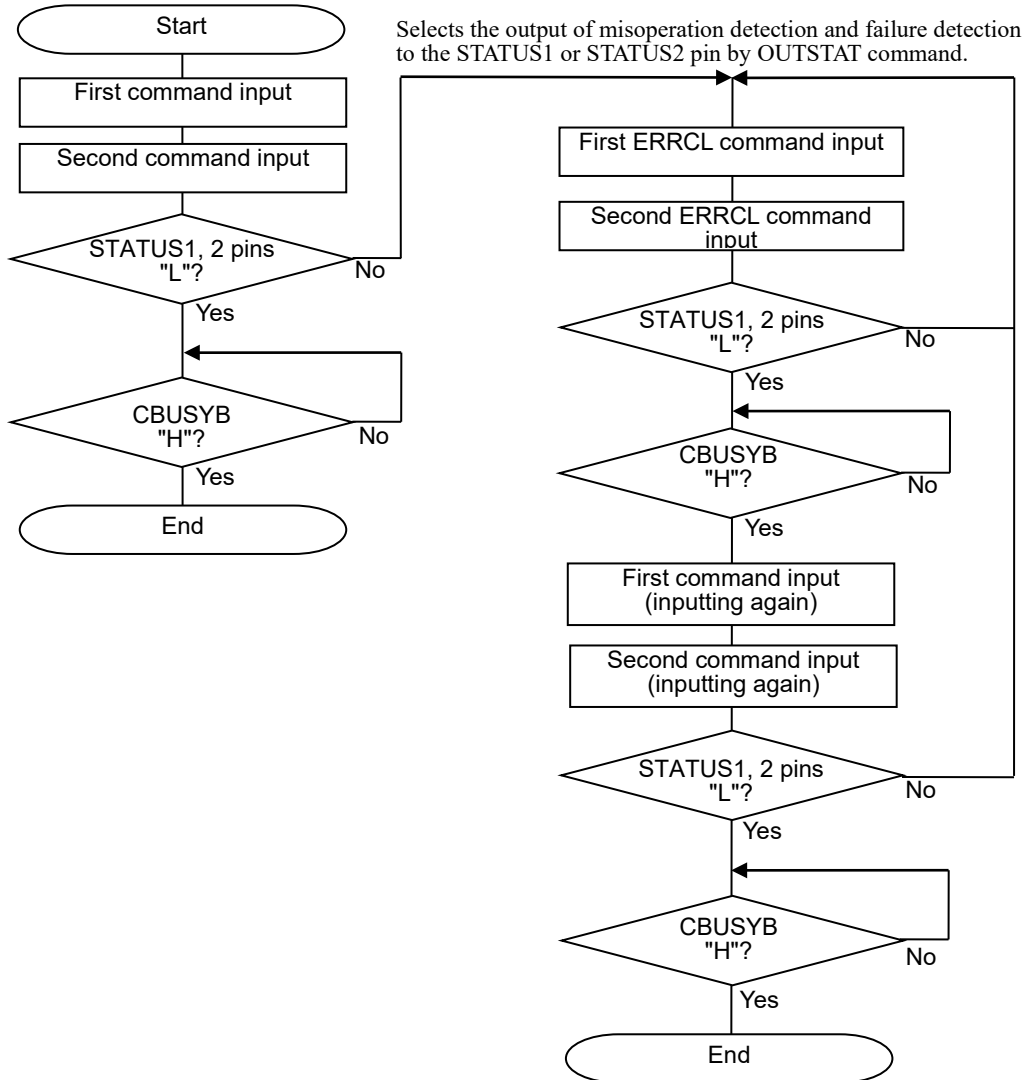 Start
First command input
Second command input
STATUS1, 2 pins
"L"?
No
Yes
CBUSYB
"H"?
No
Yes
End
Selects the output of misoperation detection and failure detection
to the STATUS1 or STATUS2 pin by OUTSTAT command.
First ERRCL command input
Second ERRCL command
input
STATUS1, 2 pins
"L"?
No
Yes
CBUSYB
"H"?
No
Yes
First command input
(inputting again)
Second command input
(inputting again)
STATUS1, 2 pins
"L"?
No
Yes
CBUSYB
"H"?
No
Yes
End